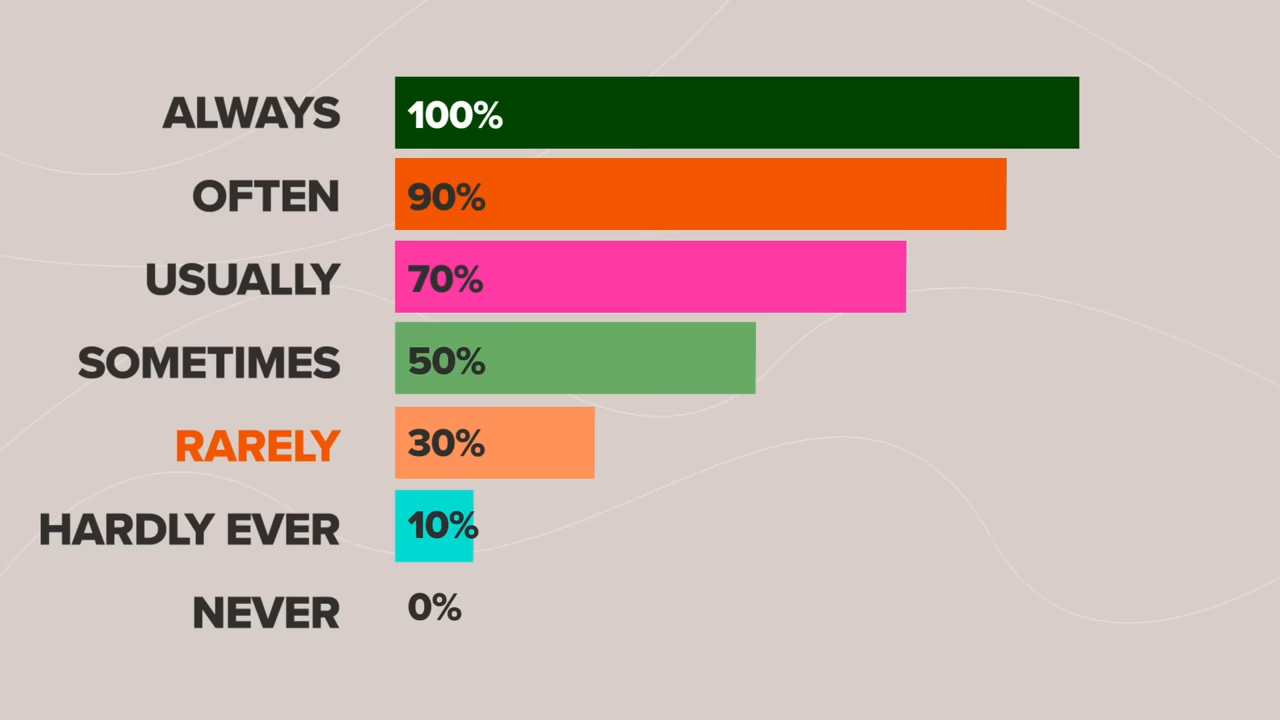 ALWAYS 100%
OFTEN 90%
USUALLY 70%
SOMETIMES 50%
RARELY 30%
HARDLY EVER 10%
NEVER 0%